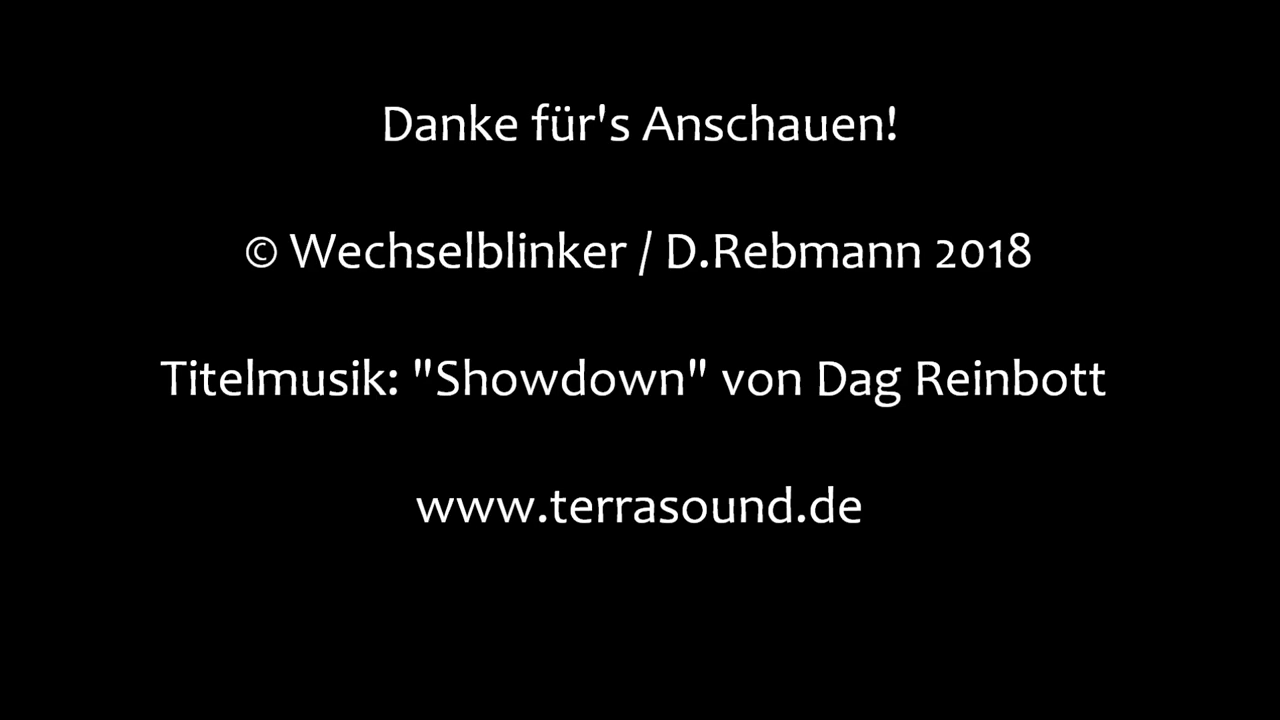 Danke für's Anschauen!
© Wechselblinker / D.Rebmann 2018
Titelmusik: "Showdown" von Dag Reinbott
www.terrasound.de